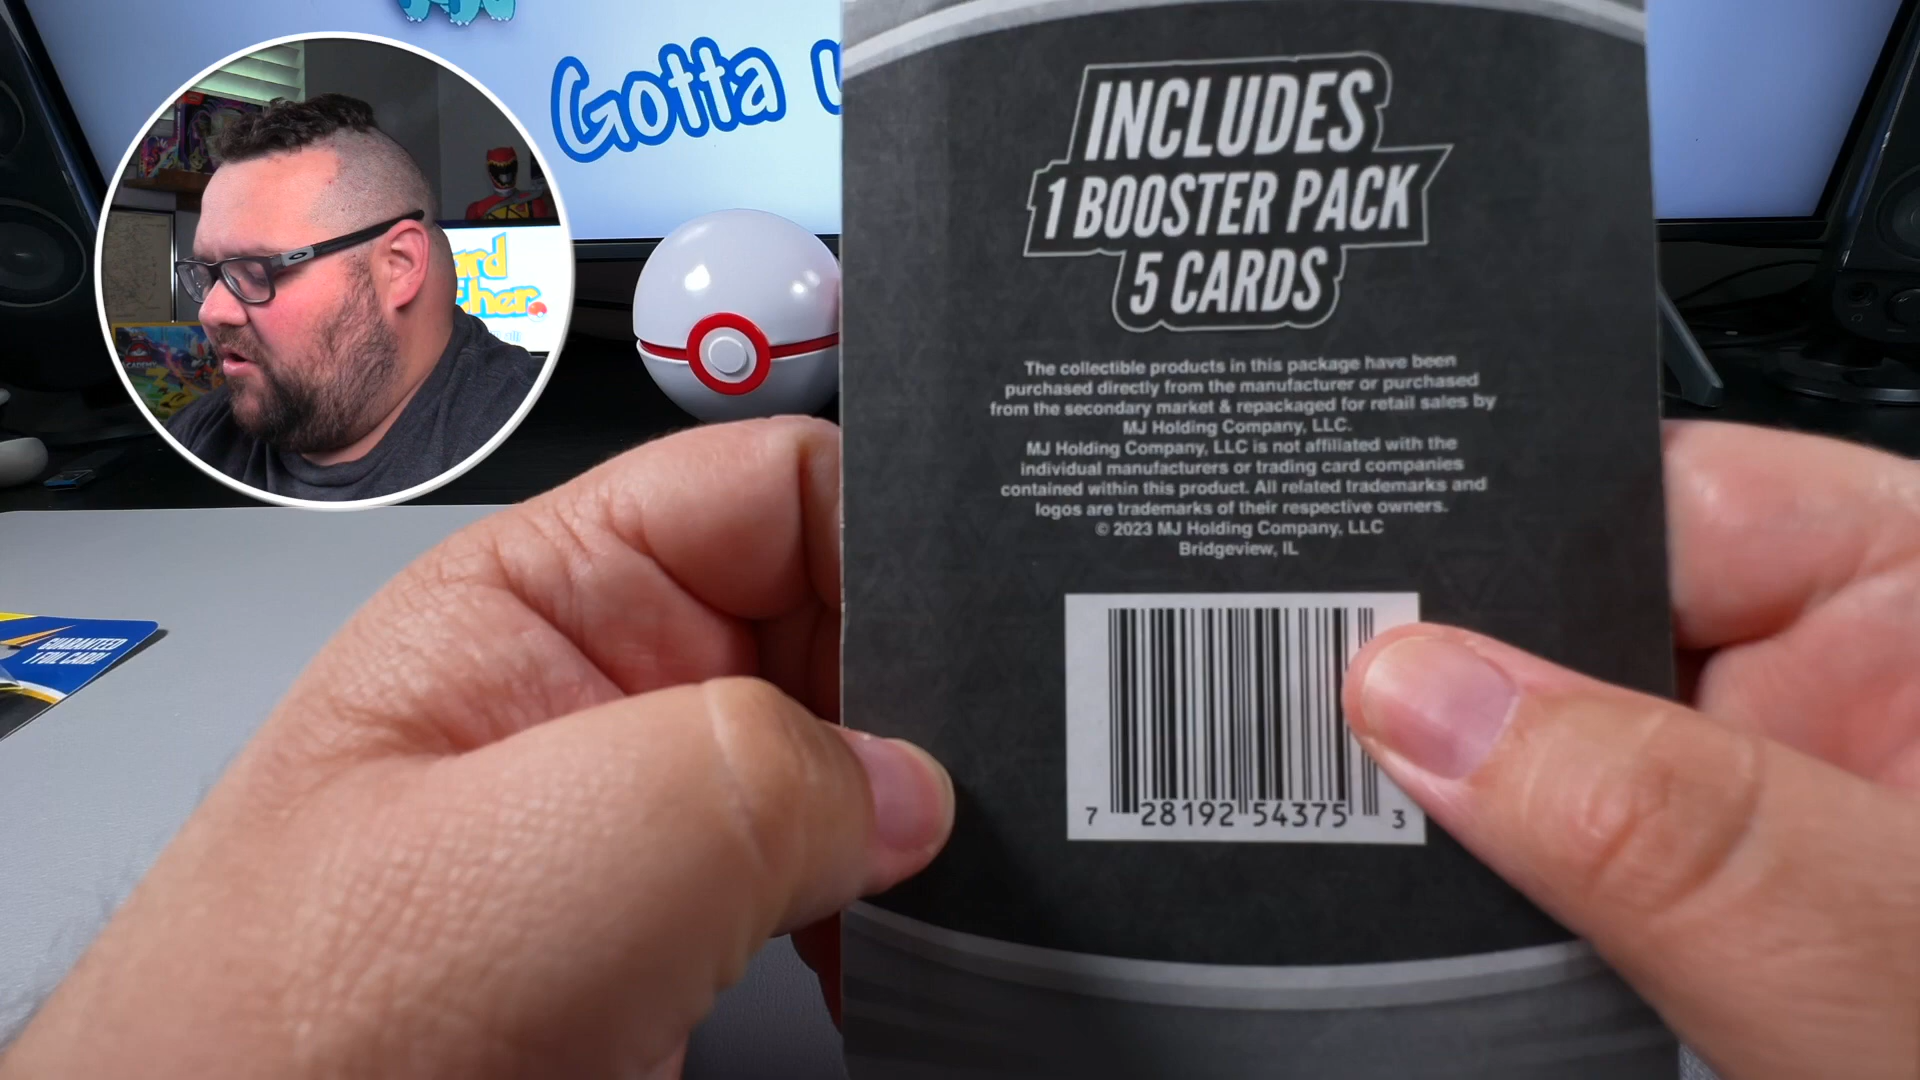 Gotta
INCLUDES
1 BOOSTER PACK
5 CARDS
The collectible products in this package have been
purchased directly from the manufacturer or purchased
from the secondary market & repackaged for retail sales by
MJ Holding Company, LLC.
MJ Holding Company, LLC is not affiliated with the
individual manufacturers or trading card companies
contained within this product. All related trademarks and
logos are trademarks of their respective owners.
© 2023 MJ Holding Company, LLC
Bridgeview, IL
7 28192 54375 3
GUARANTEED
1 FOIL CARD!